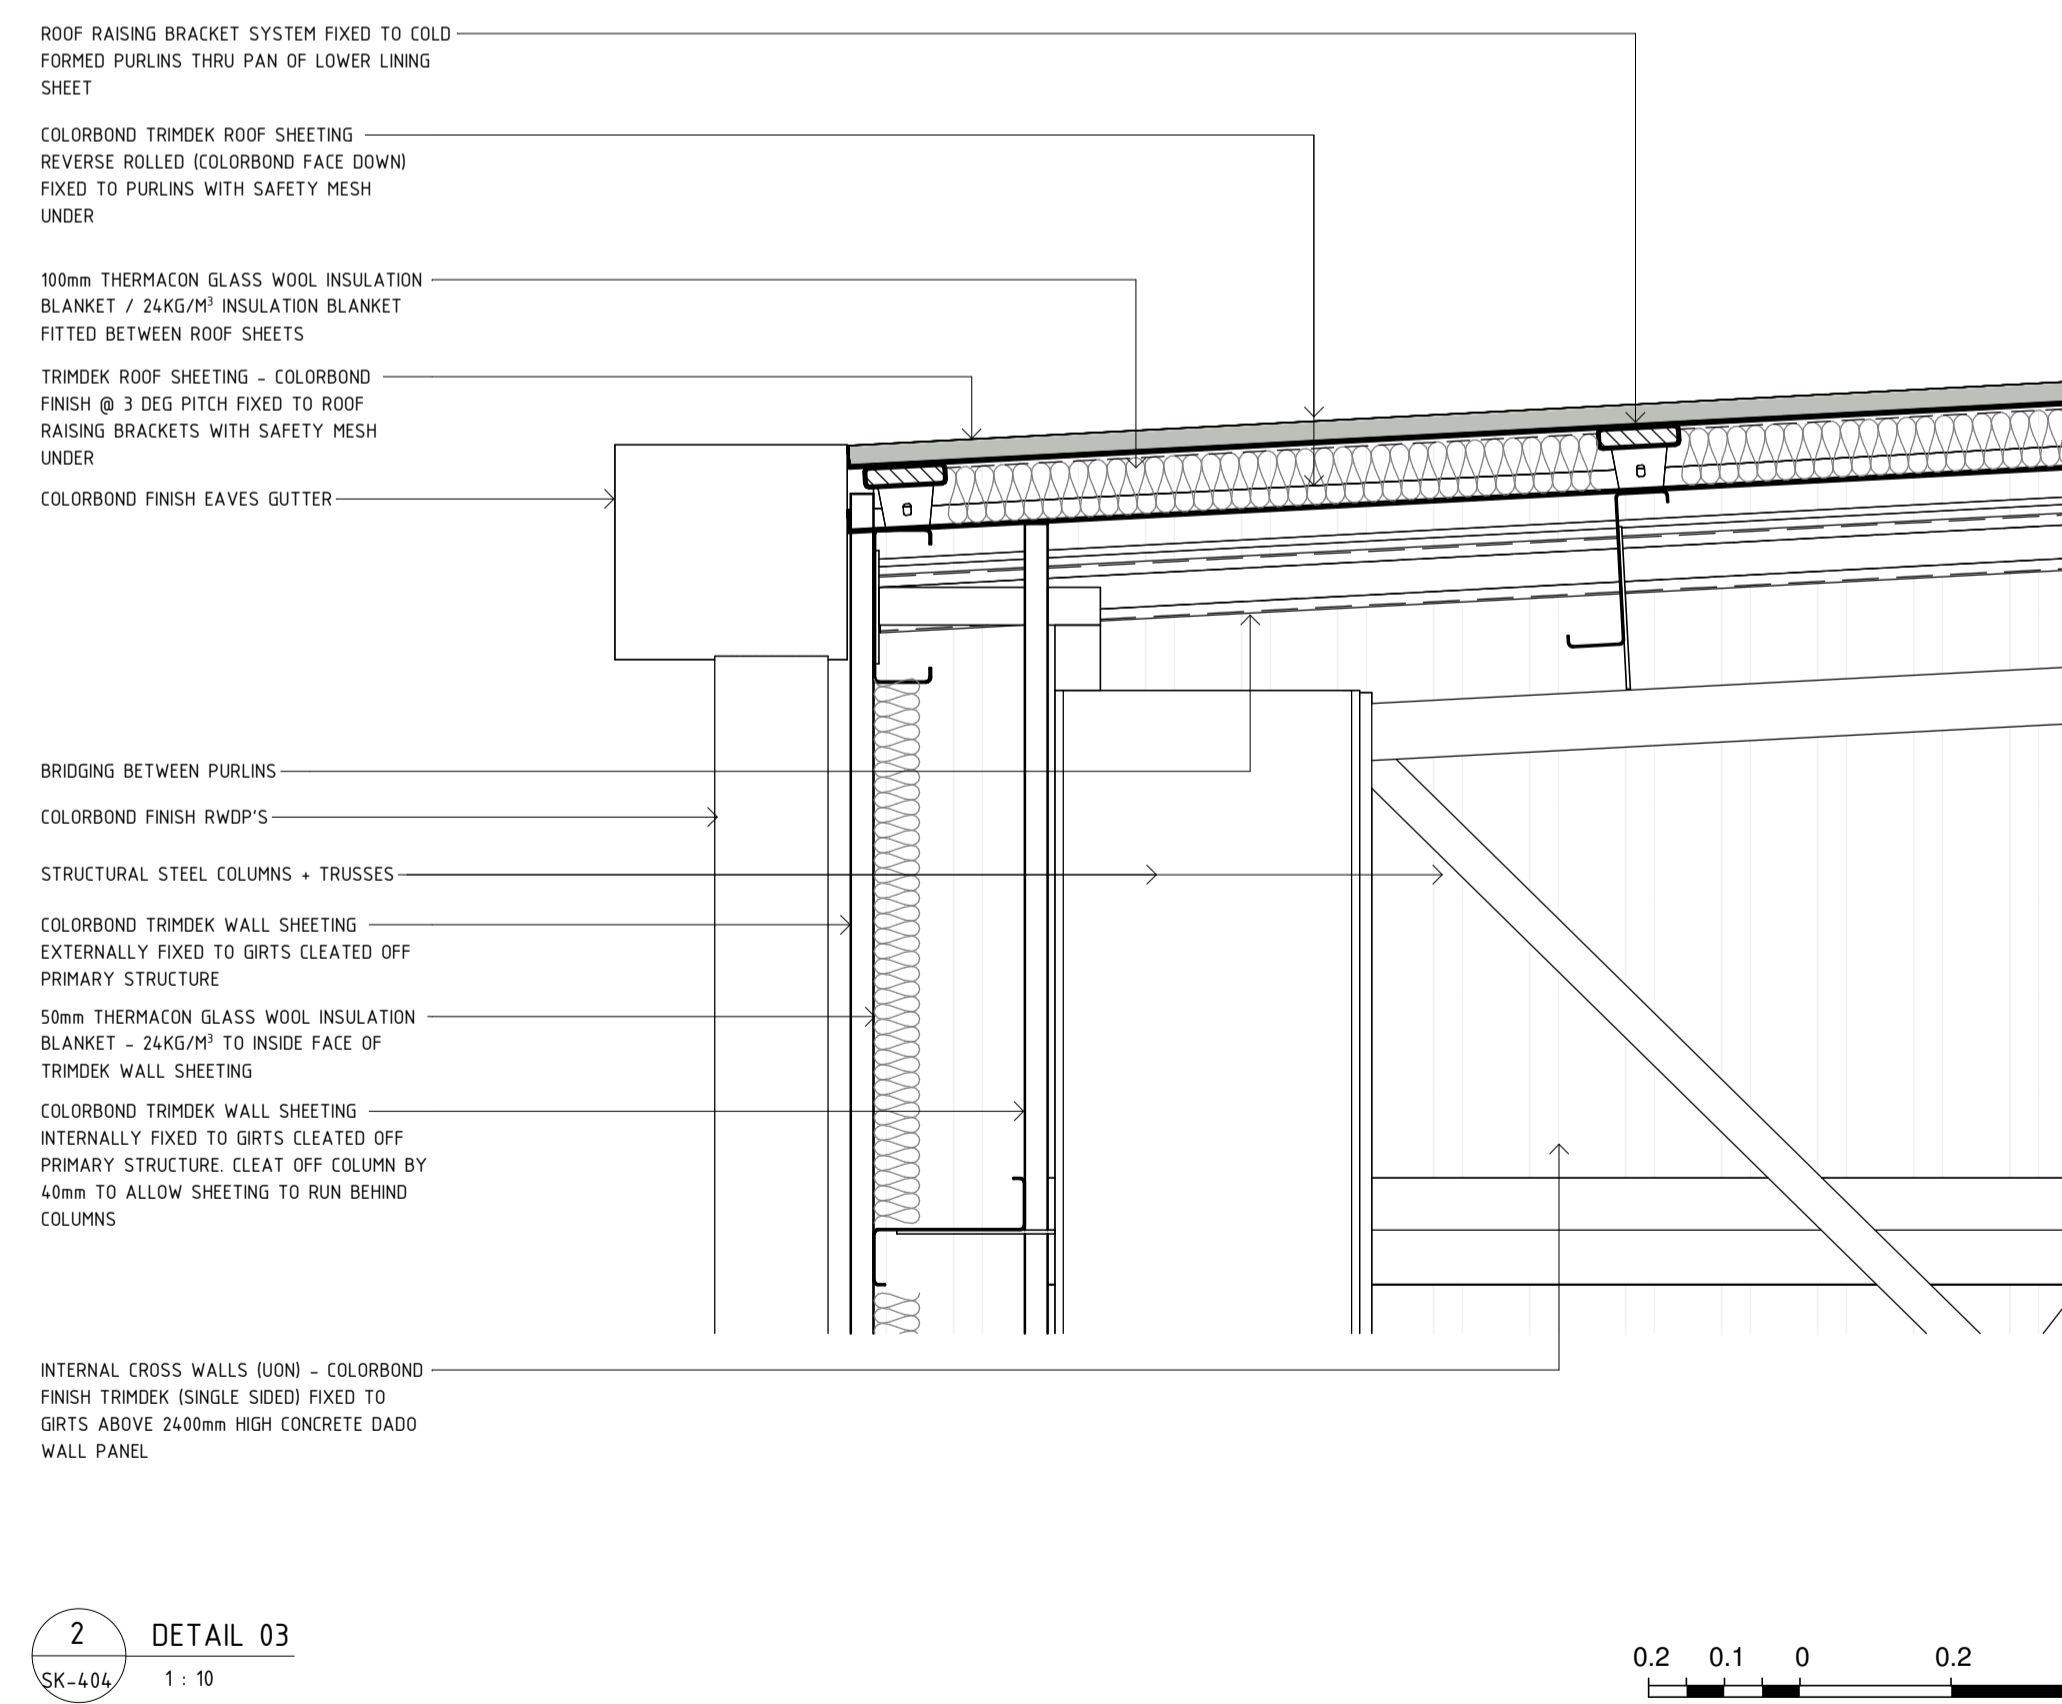 ROOF RAISING BRACKET SYSTEM FIXED TO COLD
FORMED PURLINS THRU PAN OF LOWER LINING
SHEET
COLORBOND TRIMDEK ROOF SHEETING
REVERSE ROLLED (COLORBOND FACE DOWN)
FIXED TO PURLINS WITH SAFETY MESH
UNDER
100mm THERMACON GLASS WOOL INSULATION
BLANKET / 24KG/M³ INSULATION BLANKET
FITTED BETWEEN ROOF SHEETS
TRIMDEK ROOF SHEETING - COLORBOND
FINISH @ 3 DEG PITCH FIXED TO ROOF
RAISING BRACKETS WITH SAFETY MESH
UNDER
COLORBOND FINISH EAVES GUTTER
BRIDGING BETWEEN PURLINS
COLORBOND FINISH RWDP'S
STRUCTURAL STEEL COLUMNS + TRUSSES
COLORBOND TRIMDEK WALL SHEETING
EXTERNALLY FIXED TO GIRTS CLEATED OFF
PRIMARY STRUCTURE
50mm THERMACON GLASS WOOL INSULATION
BLANKET - 24KG/M³ TO INSIDE FACE OF
TRIMDEK WALL SHEETING
COLORBOND TRIMDEK WALL SHEETING
INTERNALLY FIXED TO GIRTS CLEATED OFF
PRIMARY STRUCTURE. CLEAT OFF COLUMN BY
40mm TO ALLOW SHEETING TO RUN BEHIND
COLUMNS
INTERNAL CROSS WALLS (UON) - COLORBOND
FINISH TRIMDEK (SINGLE SIDED) FIXED TO
GIRTS ABOVE 2400mm HIGH CONCRETE DADO
WALL PANEL
2 DETAIL 03
SK-404 1 : 10
0.2 0.1 0 0.2